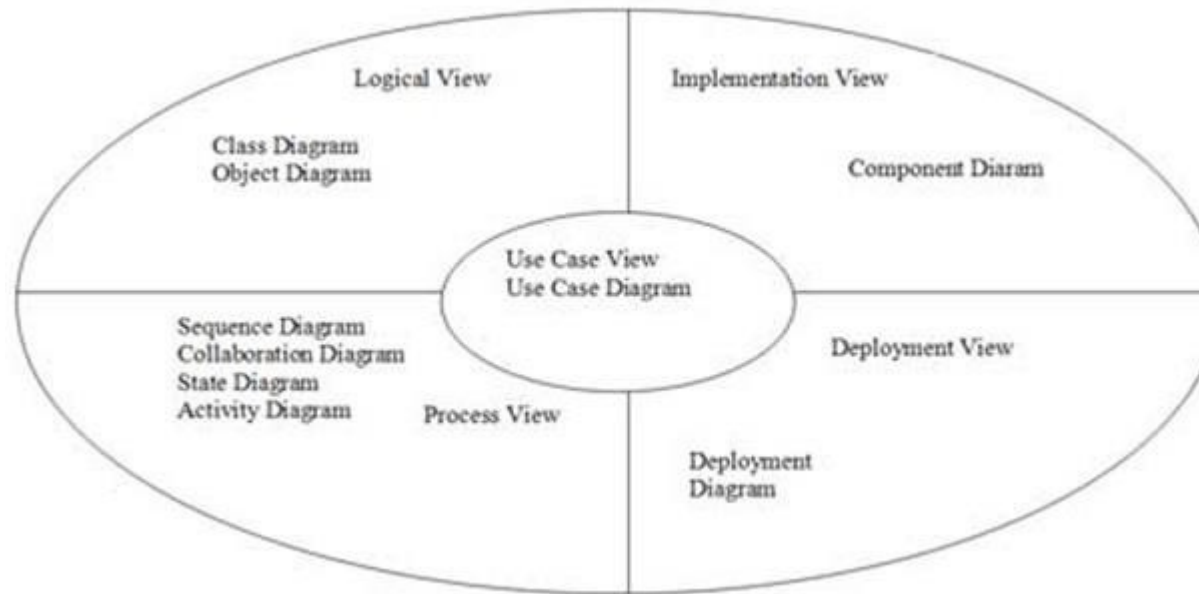 Logical View
Implementation View
Class Diagram
Object Diagram
Component Diaram
Use Case View
Use Case Diagram
Sequence Diagram
Collaboration Diagram
State Diagram
Activity Diagram
Process View
Deployment View
Deployment
Diagram